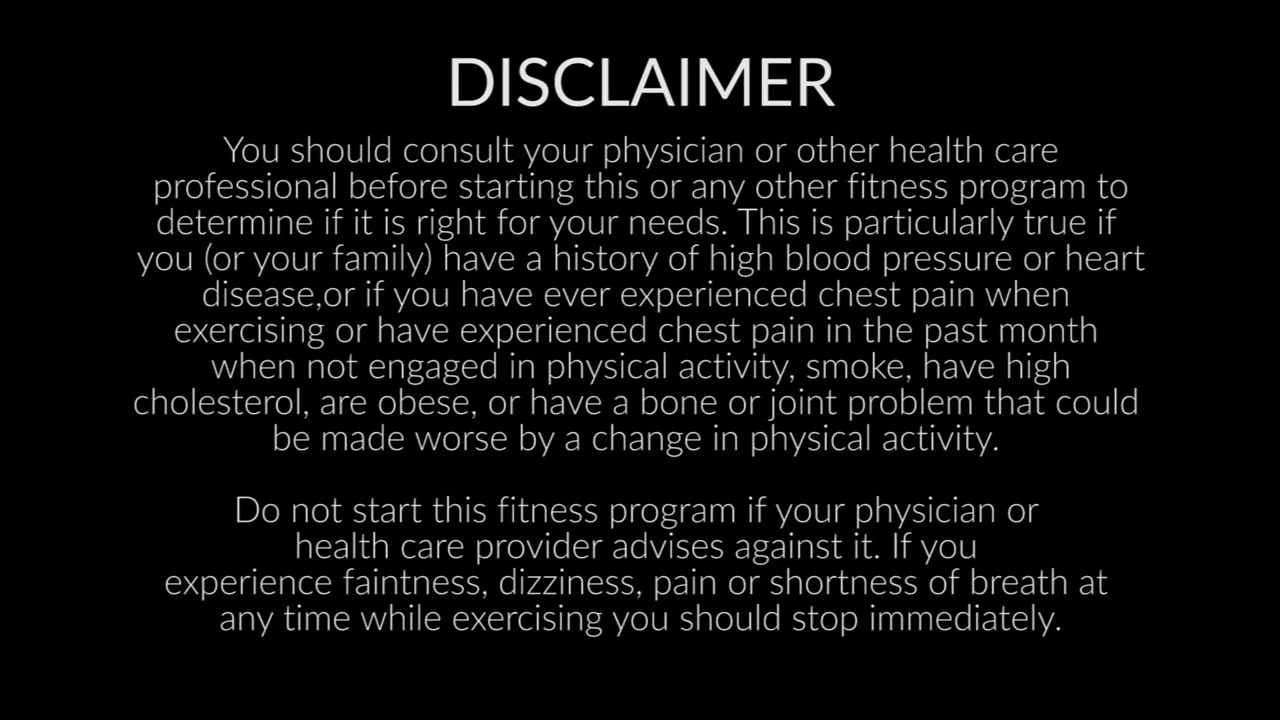 DISCLAIMER
You should consult your physician or other health care
professional before starting this or any other fitness program to
determine if it is right for your needs. This is particularly true if
you (or your family) have a history of high blood pressure or heart
disease,or if you have ever experienced chest pain when
exercising or have experienced chest pain in the past month
when not engaged in physical activity, smoke, have high
cholesterol, are obese, or have a bone or joint problem that could
be made worse by a change in physical activity.
Do not start this fitness program if your physician or
health care provider advises against it. If you
experience faintness, dizziness, pain or shortness of breath at
any time while exercising you should stop immediately.